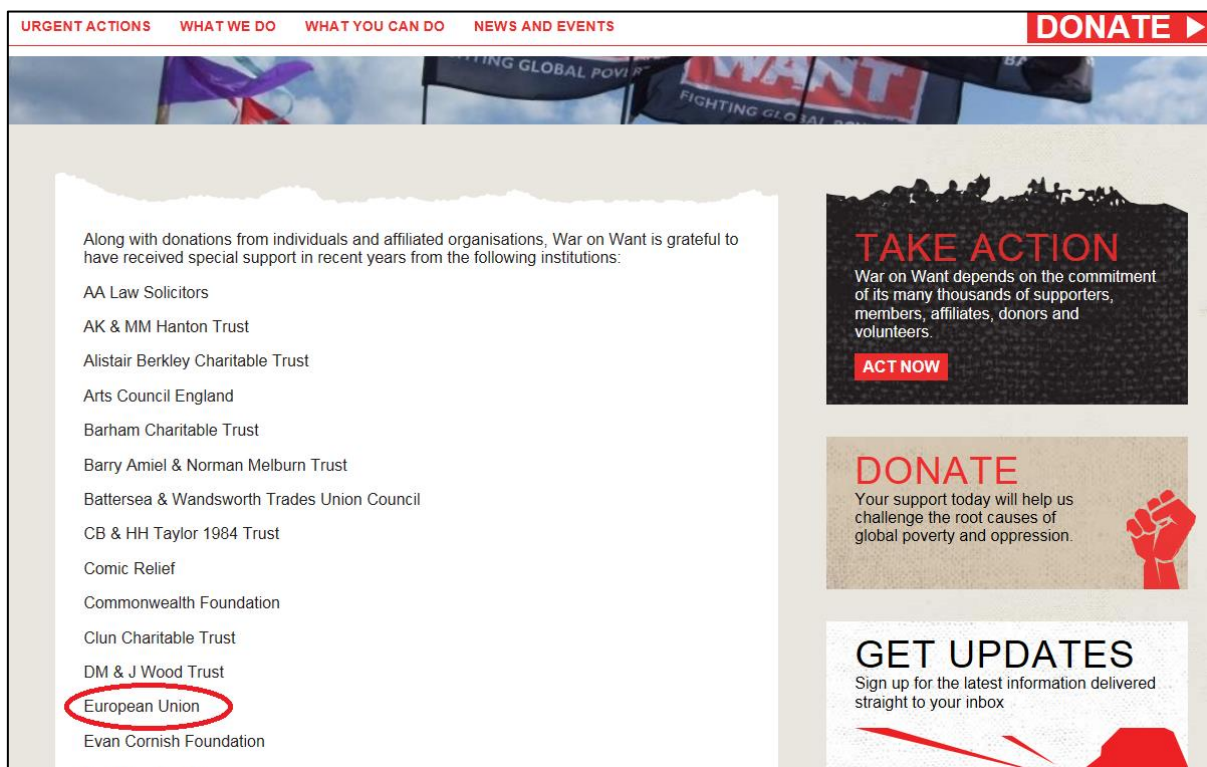 URGENT ACTIONS WHAT WE DO WHAT YOU CAN DO NEWS AND EVENTS DONATE
FIGHTING GLOBAL
WANT
FIGHTING GLOBAL
Along with donations from individuals and affiliated organisations, War on Want is grateful to
have received special support in recent years from the following institutions:
AA Law Solicitors
AK & MM Hanton Trust
Alistair Berkley Charitable Trust
Arts Council England
Barham Charitable Trust
Barry Amiel & Norman Melburn Trust
Battersea & Wandsworth Trades Union Council
CB & HH Taylor 1984 Trust
Comic Relief
Commonwealth Foundation
Clun Charitable Trust
DM & J Wood Trust
European Union
Evan Cornish Foundation
TAKE ACTION
War on Want depends on the commitment
of its many thousands of supporters,
members, affiliates, donors and
volunteers.
ACT NOW
DONATE
Your support today will help us
challenge the root causes of
global poverty and oppression.
GET UPDATES
Sign up for the latest information delivered
straight to your inbox